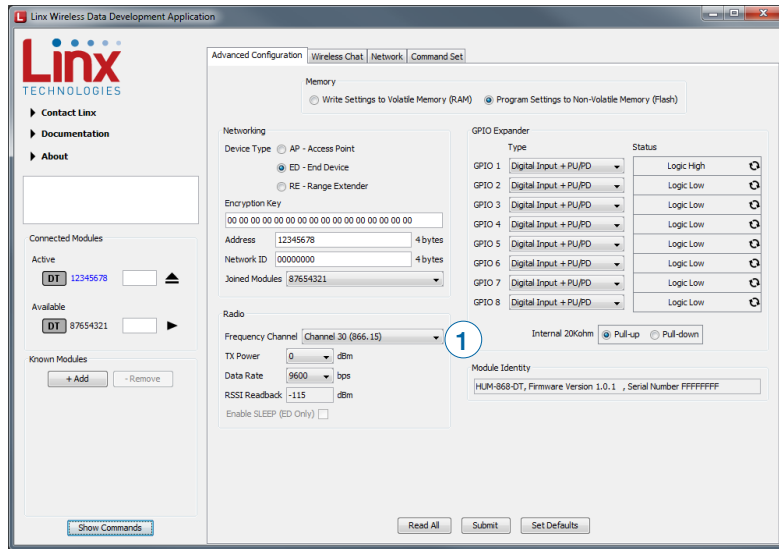 Linx Wireless Data Development Application
Linx
TECHNOLOGIES
Contact Linx
Documentation
About
Connected Modules
Active
DT 12345678
Available
DT 87654321
Known Modules
+ Add - Remove
Show Commands
Advanced Configuration Wireless Chat Network Command Set
Memory
Write Settings to Volatile Memory (RAM) Program Settings to Non-Volatile Memory (Flash)
Networking
Device Type AP - Access Point
ED - End Device
RE - Range Extender
Encryption Key
00 00 00 00 00 00 00 00 00 00 00 00 00 00 00 00
Address 12345678 4 bytes
Network ID 00000000 4 bytes
Joined Modules 87654321
Radio
Frequency Channel Channel 30 (866.15)
1
TX Power 0 dBm
Data Rate 9600 bps
RSSI Readback -115 dBm
Enable SLEEP (ED Only)
GPIO Expander
Type Status
GPIO 1 Digital Input + PU/PD Logic High
GPIO 2 Digital Input + PU/PD Logic Low
GPIO 3 Digital Input + PU/PD Logic Low
GPIO 4 Digital Input + PU/PD Logic Low
GPIO 5 Digital Input + PU/PD Logic Low
GPIO 6 Digital Input + PU/PD Logic Low
GPIO 7 Digital Input + PU/PD Logic Low
GPIO 8 Digital Input + PU/PD Logic Low
Internal 20Kohm Pull-up Pull-down
Module Identity
HUM-868-DT, Firmware Version 1.0.1 , Serial Number FFFFFFFF
Read All Submit Set Defaults